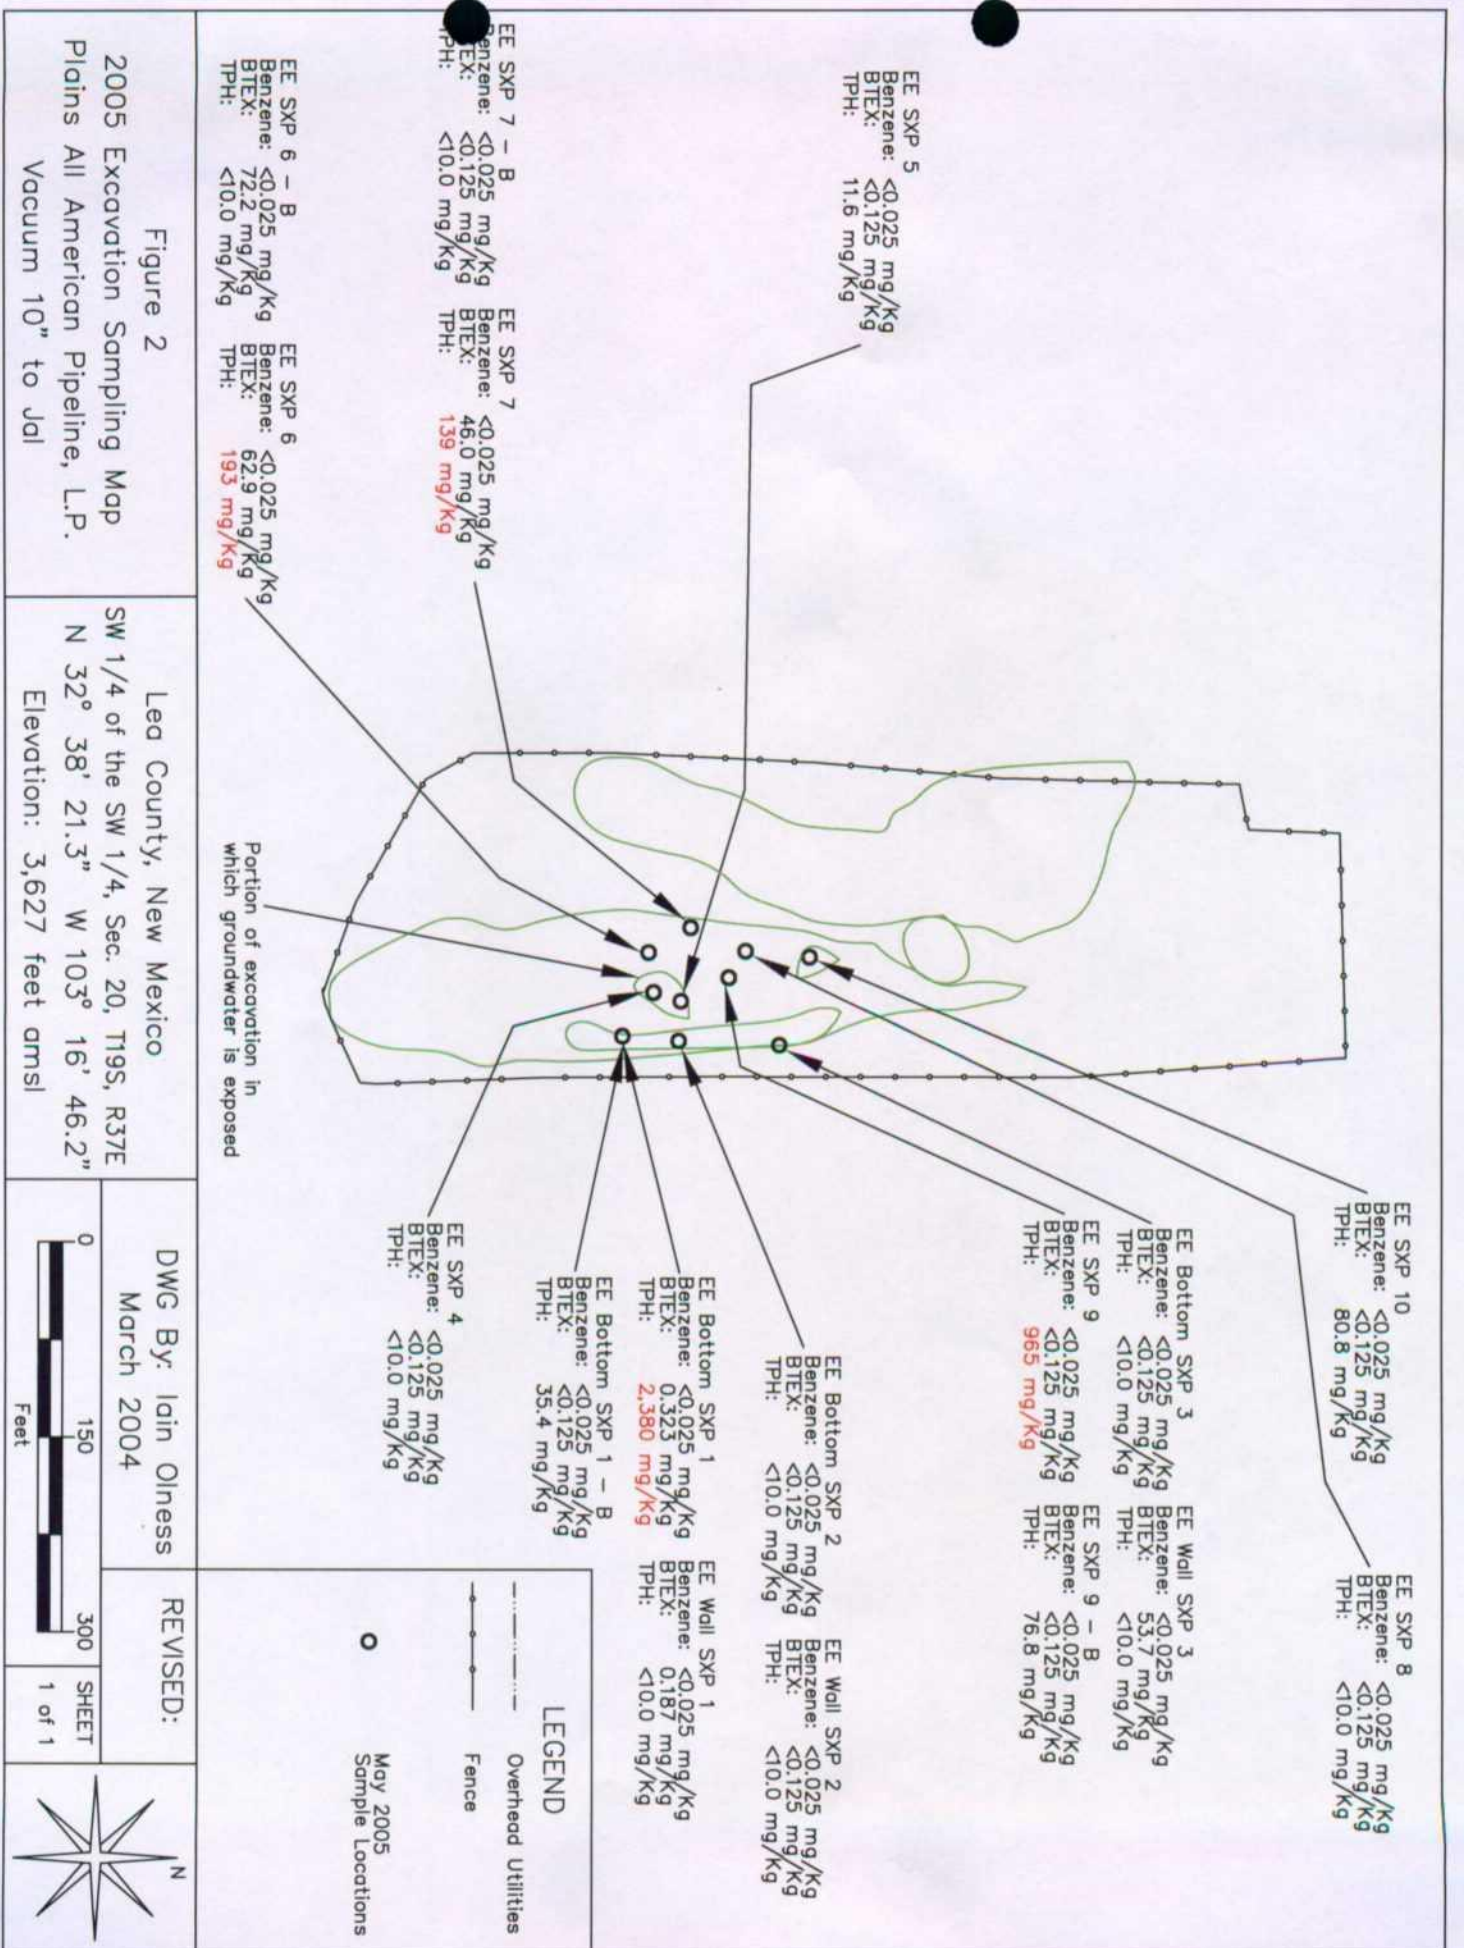 EE SXP 10
Benzene: <0.025 mg/Kg
BTEX: <0.125 mg/Kg
TPH: 80.8 mg/Kg
EE SXP 8
Benzene: <0.025 mg/Kg
BTEX: <0.125 mg/Kg
TPH: <10.0 mg/Kg
EE Bottom SXP 3
Benzene: <0.025 mg/Kg
BTEX: <0.125 mg/Kg
TPH: <10.0 mg/Kg
EE Wall SXP 3
Benzene: <0.025 mg/Kg
BTEX: 53.7 mg/Kg
TPH: <10.0 mg/Kg
EE SXP 9
Benzene: <0.025 mg/Kg
BTEX: <0.125 mg/Kg
TPH: 965 mg/Kg
EE SXP 9 - B
Benzene: <0.025 mg/Kg
BTEX: <0.125 mg/Kg
TPH: 76.8 mg/Kg
EE SXP 5
Benzene: <0.025 mg/Kg
BTEX: <0.125 mg/Kg
TPH: 11.6 mg/Kg
EE Bottom SXP 2
Benzene: <0.025 mg/Kg
BTEX: <0.125 mg/Kg
TPH: <10.0 mg/Kg
EE Wall SXP 2
Benzene: <0.025 mg/Kg
BTEX: <0.125 mg/Kg
TPH: <10.0 mg/Kg
EE Bottom SXP 1
Benzene: <0.025 mg/Kg
BTEX: 0.323 mg/Kg
TPH: 2,380 mg/Kg
EE Wall SXP 1
Benzene: <0.025 mg/Kg
BTEX: 0.187 mg/Kg
TPH: <10.0 mg/Kg
EE Bottom SXP 1 - B
Benzene: <0.025 mg/Kg
BTEX: <0.125 mg/Kg
TPH: 35.4 mg/Kg
EE SXP 7 - B
Benzene: <0.025 mg/Kg
<0.125 mg/Kg
TPH: <10.0 mg/Kg
EE SXP 7
Benzene: <0.025 mg/Kg
BTEX: 46.0 mg/Kg
TPH: 139 mg/Kg
EE SXP 4
Benzene: <0.025 mg/Kg
BTEX: <0.125 mg/Kg
TPH: <10.0 mg/Kg
EE SXP 6 - B
Benzene: <0.025 mg/Kg
BTEX: 72.2 mg/Kg
TPH: <10.0 mg/Kg
EE SXP 6
Benzene: <0.025 mg/Kg
BTEX: 62.9 mg/Kg
TPH: 193 mg/Kg
Portion of excavation in
which groundwater is exposed
LEGEND
Overhead Utilities
Fence
May 2005
Sample Locations
Figure 2
2005 Excavation Sampling Map
Plains All American Pipeline, L.P.
Vacuum 10" to Jal
Lea County, New Mexico
SW 1/4 of the SW 1/4, Sec. 20, T19S, R37E
N 32° 38' 21.3" W 103° 16' 46.2"
Elevation: 3,627 feet amsl
DWG By: Iain Olness
March 2004
REVISED:
0 150 300
Feet
SHEET
1 of 1
N